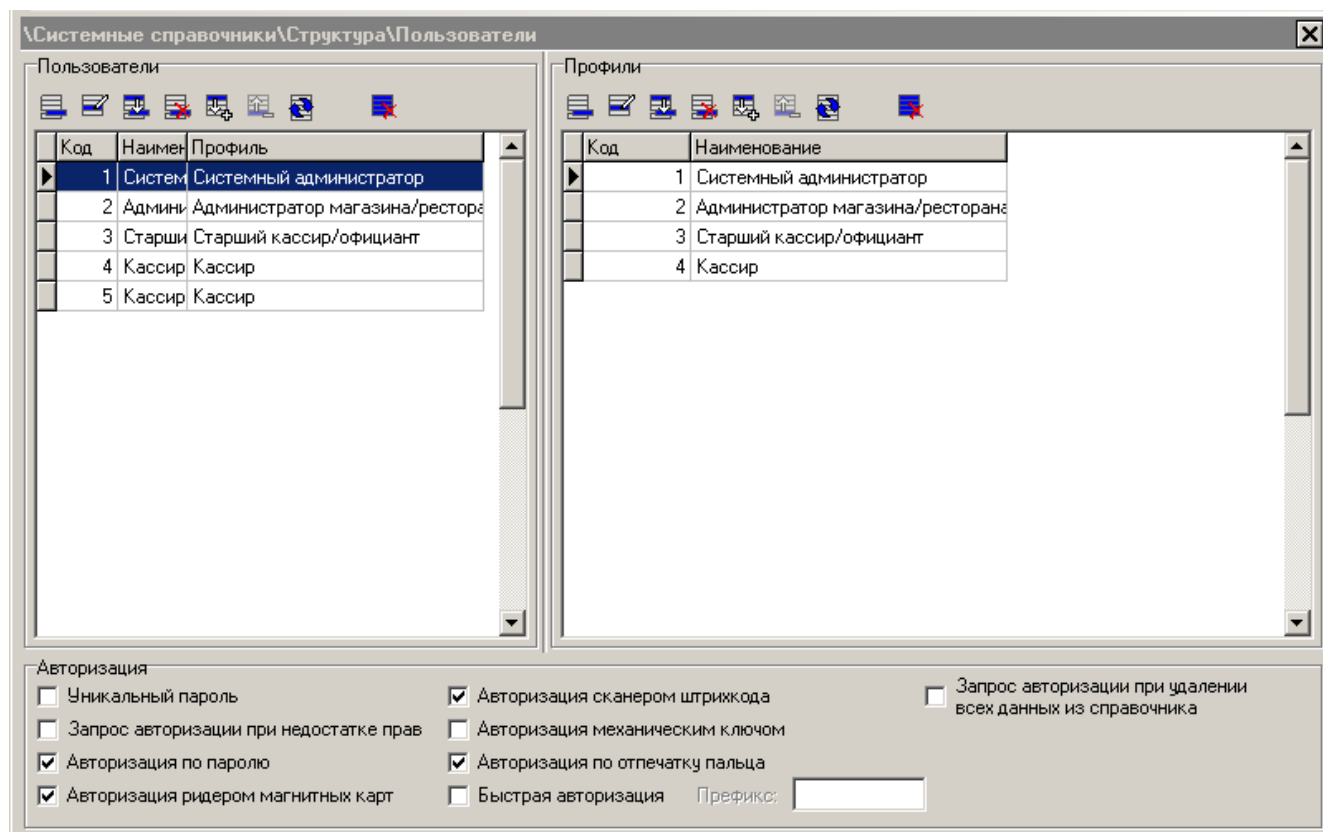 \Системные справочники\Структура\Пользователи
Пользователи
Код Наимен Профиль
1 Систем Системный администратор
2 Админи Администратор магазина/рестора
3 Старши Старший кассир/официант
4 Кассир Кассир
5 Кассир Кассир
Профили
Код Наименование
1 Системный администратор
2 Администратор магазина/ресторана
3 Старший кассир/официант
4 Кассир
Авторизация
Уникальный пароль
Запрос авторизации при недостатке прав
Авторизация по паролю
Авторизация ридером магнитных карт
Авторизация сканером штрихкода
Авторизация механическим ключом
Авторизация по отпечатку пальца
Быстрая авторизация Префикс:
Запрос авторизации при удалении
всех данных из справочника